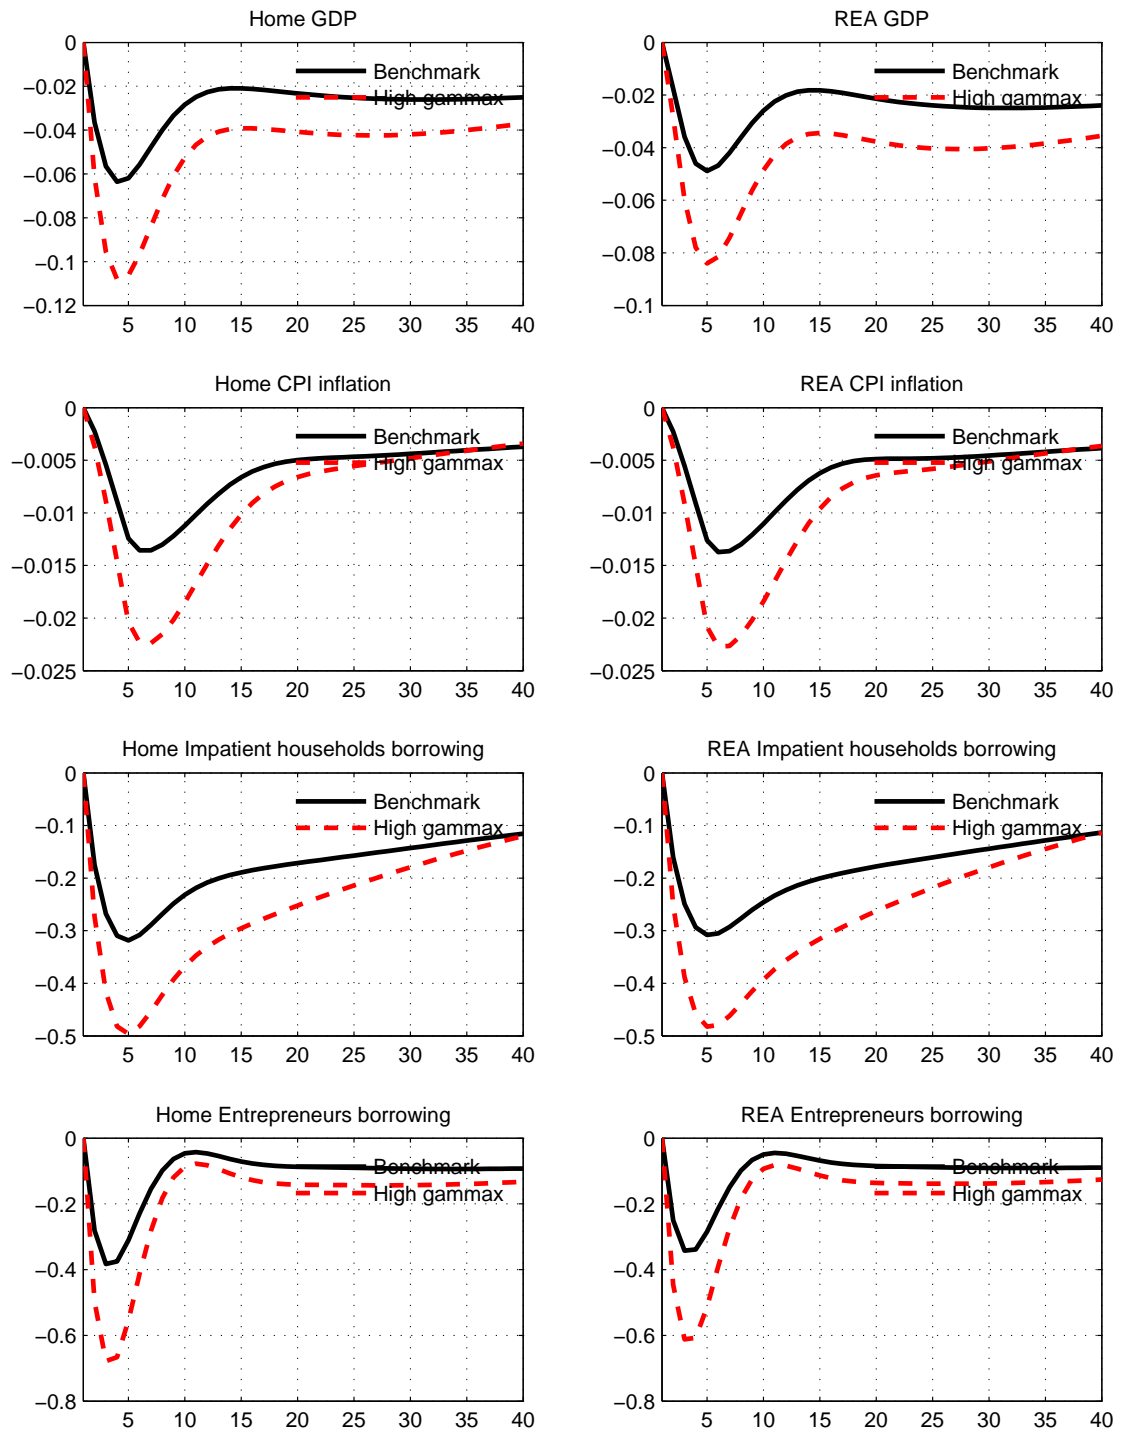 Home GDP
0
−0.02
−0.04
−0.06
−0.08
−0.1
−0.12
5 10 15 20 25 30 35 40
Benchmark
High gammax
REA GDP
0
−0.02
−0.04
−0.06
−0.08
−0.1
5 10 15 20 25 30 35 40
Benchmark
High gammax
Home CPI inflation
0
−0.005
−0.01
−0.015
−0.02
−0.025
5 10 15 20 25 30 35 40
Benchmark
High gammax
REA CPI inflation
0
−0.005
−0.01
−0.015
−0.02
−0.025
5 10 15 20 25 30 35 40
Benchmark
High gammax
Home Impatient households borrowing
0
−0.1
−0.2
−0.3
−0.4
−0.5
5 10 15 20 25 30 35 40
Benchmark
High gammax
REA Impatient households borrowing
0
−0.1
−0.2
−0.3
−0.4
−0.5
5 10 15 20 25 30 35 40
Benchmark
High gammax
Home Entrepreneurs borrowing
0
−0.2
−0.4
−0.6
−0.8
5 10 15 20 25 30 35 40
Benchmark
High gammax
REA Entrepreneurs borrowing
0
−0.2
−0.4
−0.6
−0.8
5 10 15 20 25 30 35 40
Benchmark
High gammax